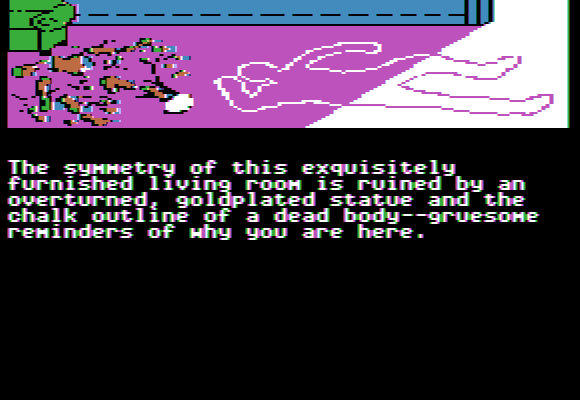 The symmetry of this exquisitely
furnished living room is ruined by an
overturned, goldplated statue and the
chalk outline of a dead body--gruesome
reminders of why you are here.